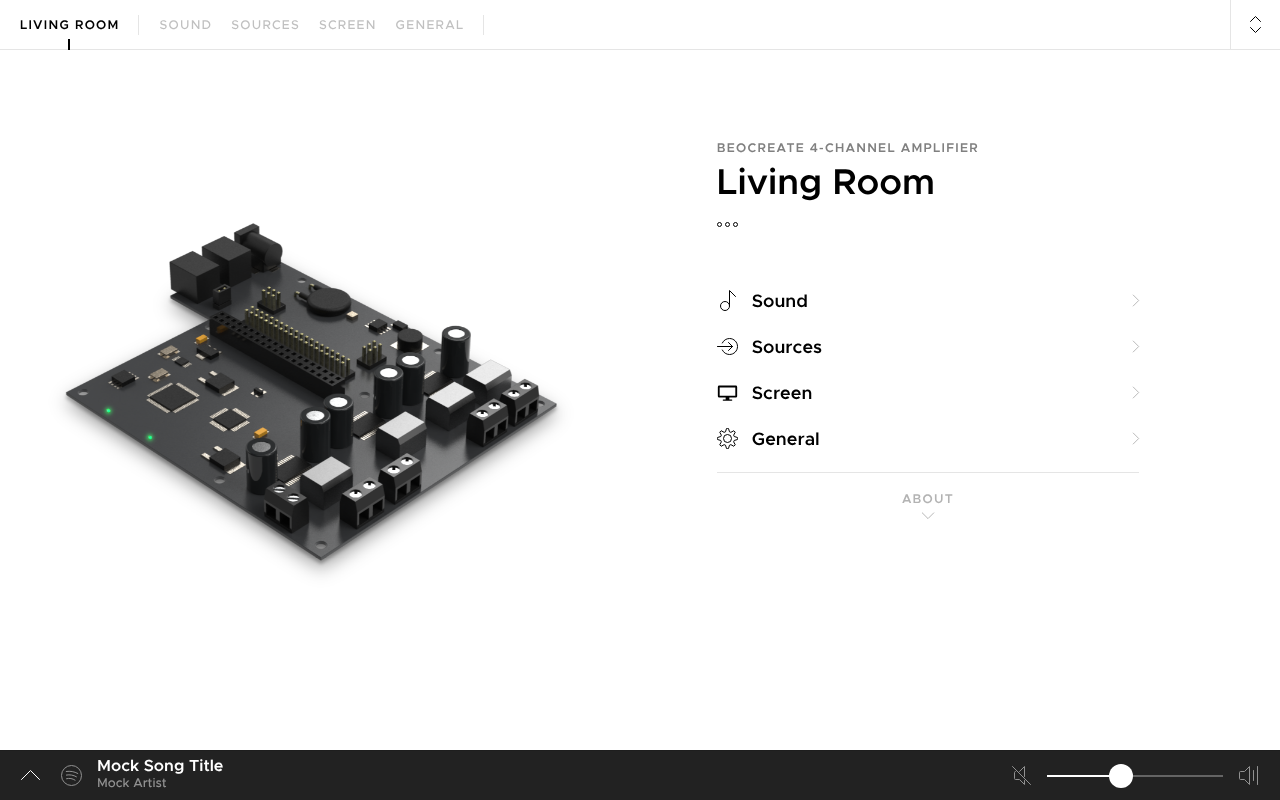 LIVING ROOM
SOUND
SOURCES
SCREEN
GENERAL
BEOCREATE 4-CHANNEL AMPLIFIER
Living Room
Sound
Sources
Screen
General
ABOUT
Mock Song Title
Mock Artist